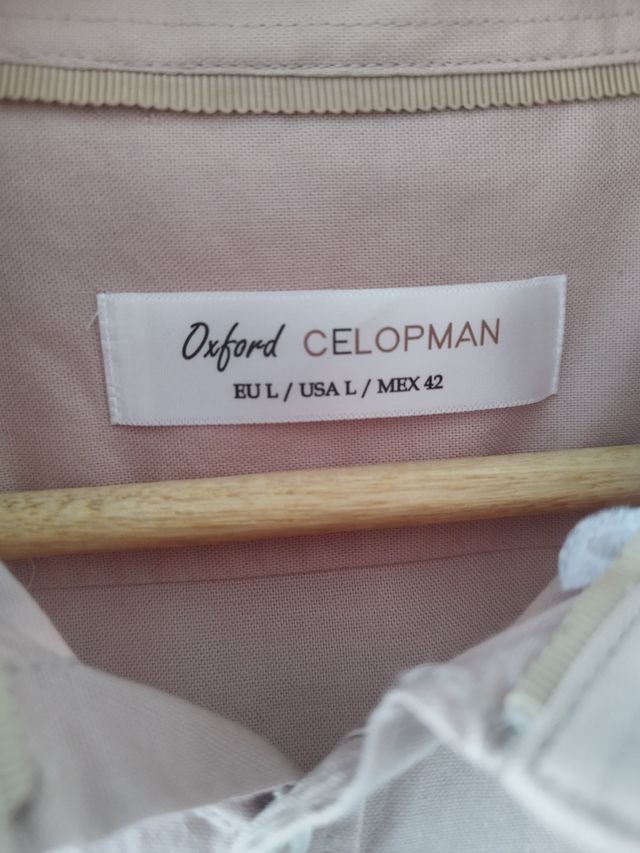 Oxford CELOPMAN
EU L / USA L / MEX 42